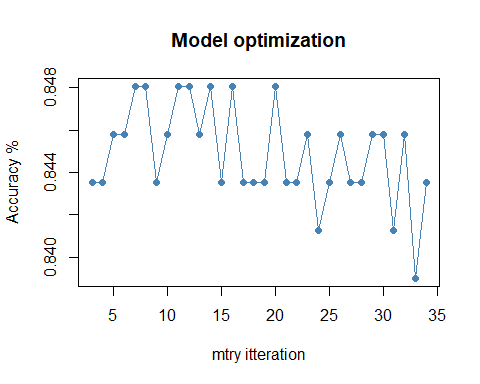 Model optimization
Accuracy %
0.848
0.844
0.840
5 10 15 20 25 30 35
mtry itteration